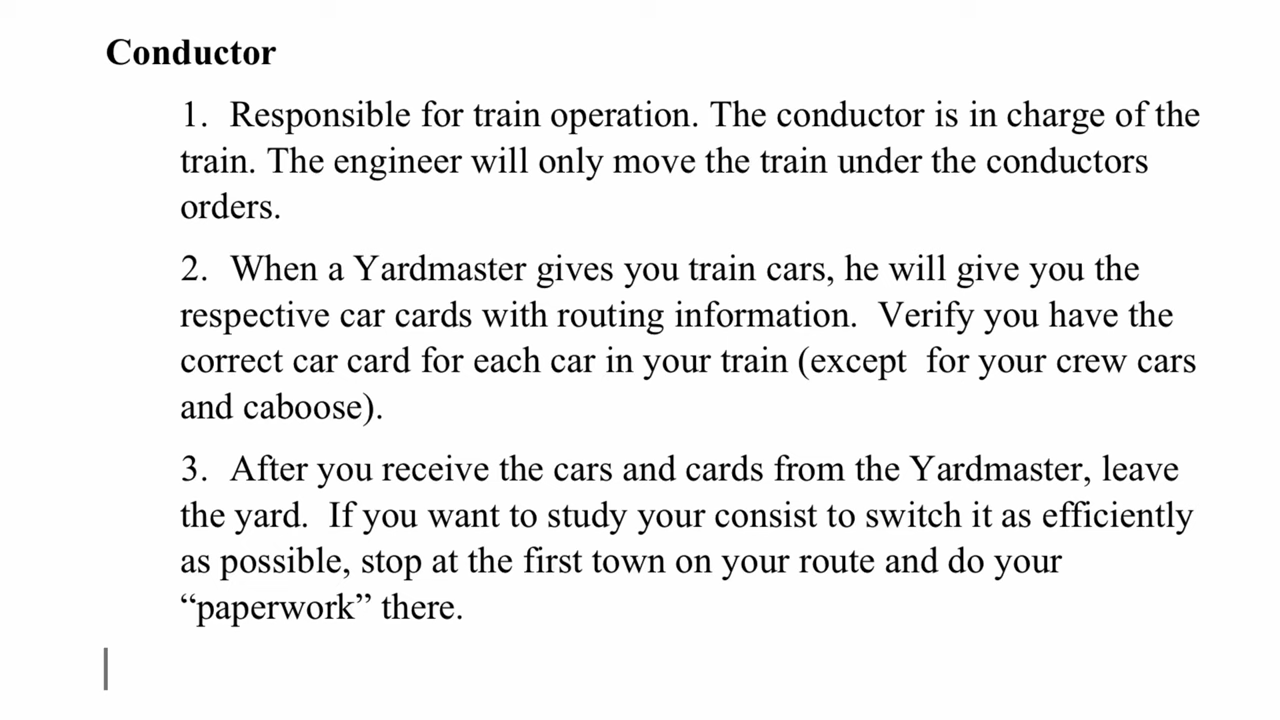 Conductor
1. Responsible for train operation. The conductor is in charge of the
train. The engineer will only move the train under the conductors
orders.
2. When a Yardmaster gives you train cars, he will give you the
respective car cards with routing information.  Verify you have the
correct car card for each car in your train (except  for your crew cars
and caboose).
3. After you receive the cars and cards from the Yardmaster, leave
the yard.  If you want to study your consist to switch it as efficiently
as possible, stop at the first town on your route and do your
“paperwork” there.